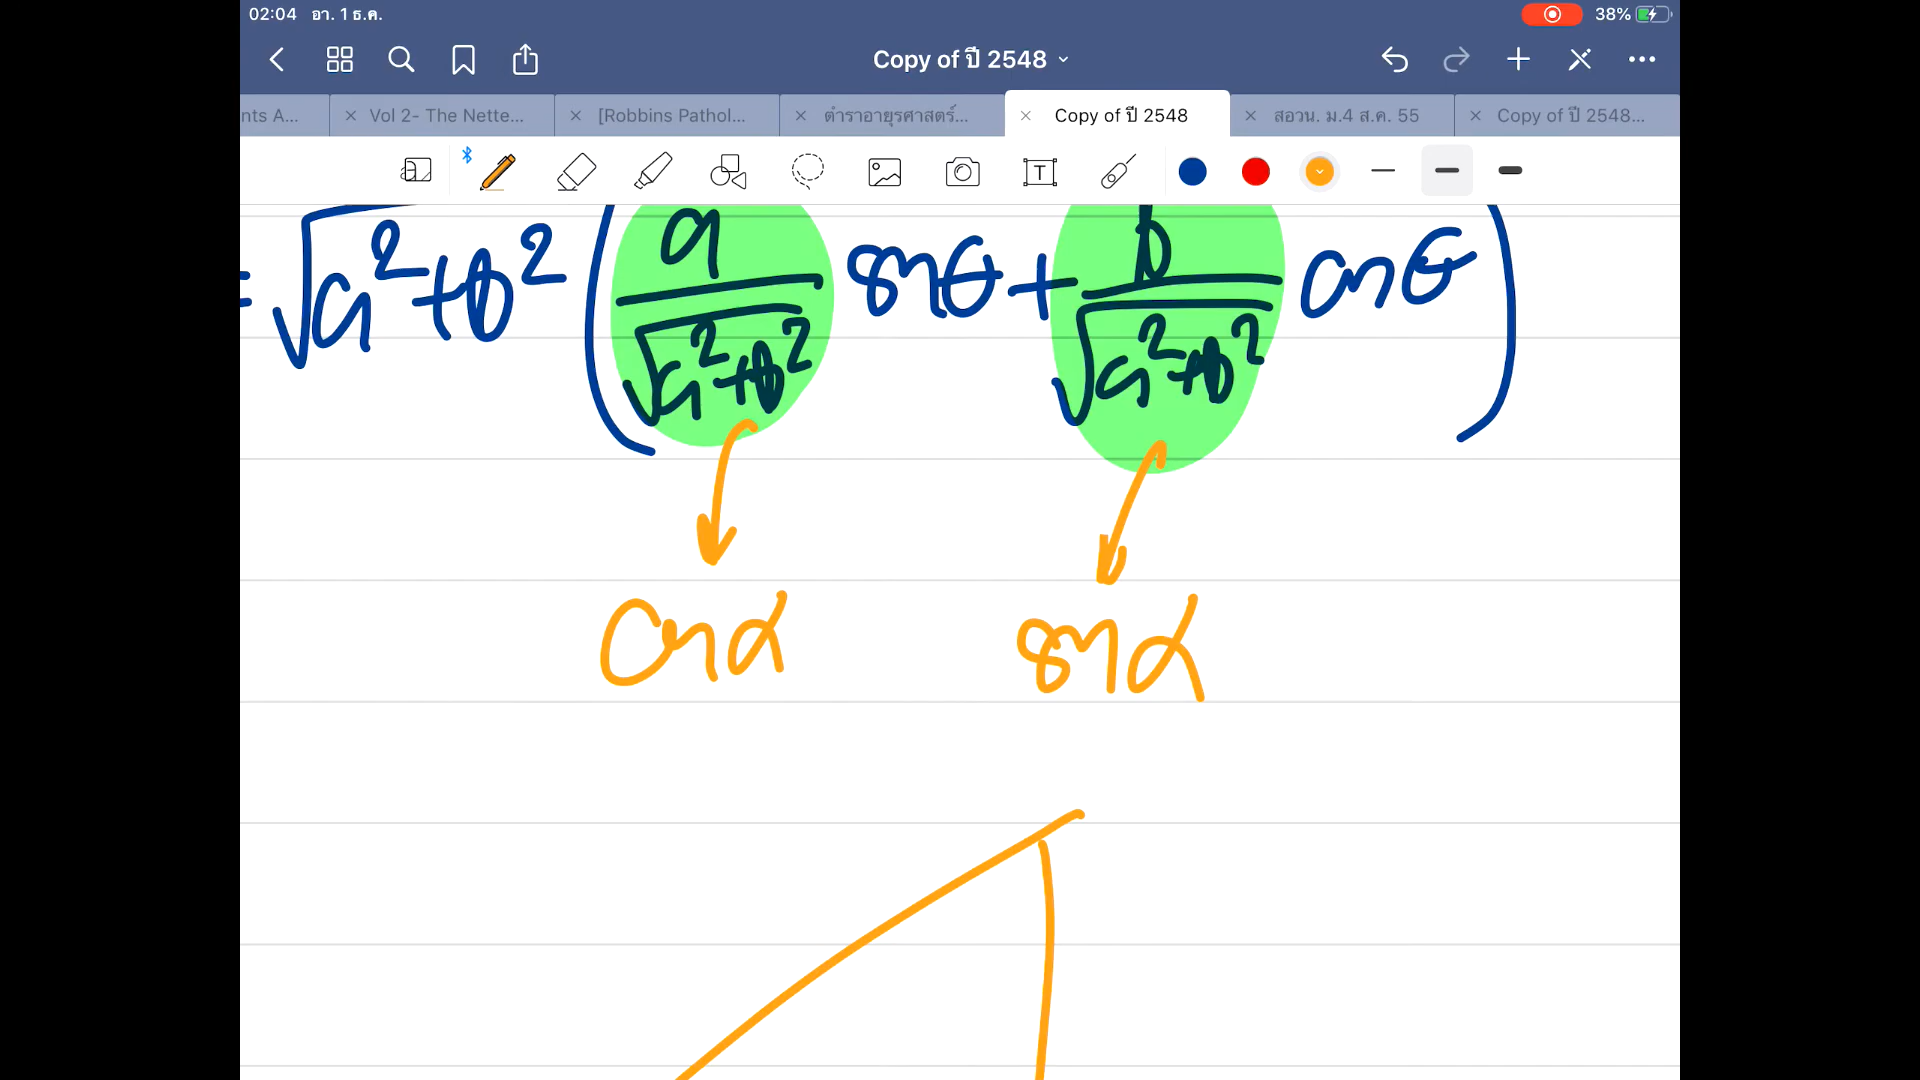 02:04 อา. 1 ธ.ค. 38%
Copy of ปี 2548
nts A... Vol 2- The Nette... [Robbins Pathol... ตำราอายุรศาสตร์... Copy of ปี 2548 สอวน. ม.4 ส.ค. 55 Copy of ปี 2548...
= √(a²+b²) ( a/√(a²+b²) sinθ + b/√(a²+b²) cosθ )
cosα sinα